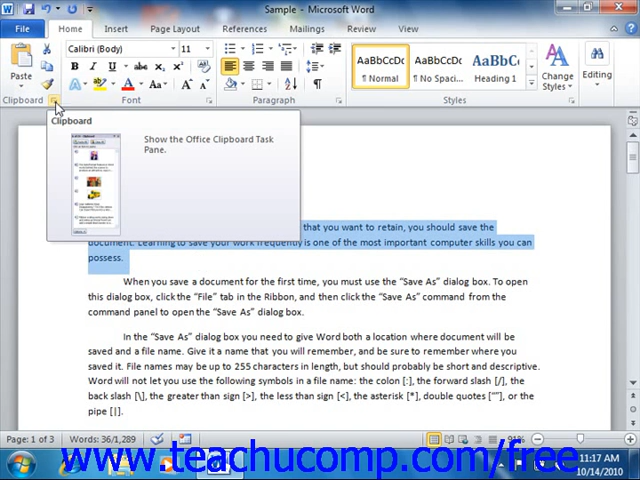 Sample - Microsoft Word
File Home Insert Page Layout References Mailings Review View
Calibri (Body) 11
AaBbCcDc AaBbCcDc AaBbC
Paste
¶ Normal ¶ No Spaci... Heading 1
Change Styles
Editing
Clipboard Font Paragraph Styles
Clipboard
Show the Office Clipboard Task
Pane.
that you want to retain, you should save the
document. Learning to save your work frequently is one of the most important computer skills you can
possess.
When you save a document for the first time, you must use the “Save As” dialog box. To open
this dialog box, click the “File” tab in the Ribbon, and then click the “Save As” command from the
command panel to open the “Save As” dialog box.
In the “Save As” dialog box you need to give Word both a location where document will be
saved and a file name. Give it a name that you will remember, and be sure to remember where you
saved it. File names may be up to 255 characters in length, but should probably be short and descriptive.
Word will not let you use the following symbols in a file name: the colon [:], the forward slash [/], the
back slash [\], the greater than sign [>], the less than sign [<], the asterisk [*], double quotes [“”], or the
pipe [|].
Page: 1 of 3 Words: 36/1,289 91%
www.teachucomp.com/free
11:17 AM
10/14/2010